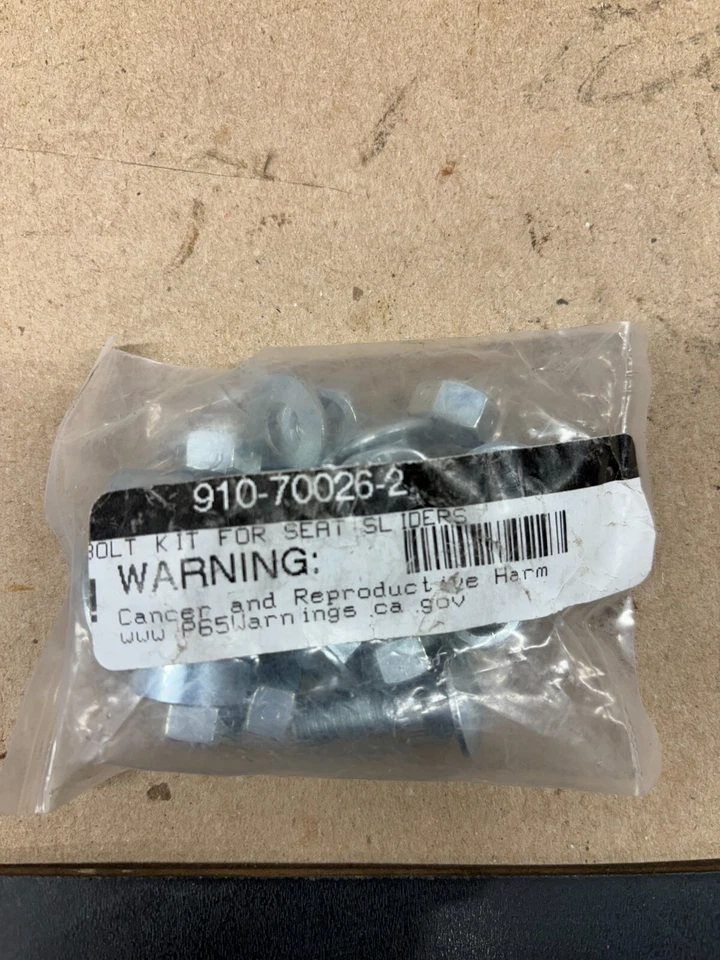 910-70026-2
BOLT KIT FOR SEAT SLIDERS
WARNING:
Cancer and Reproductive Harm
www P65Warnings ca gov